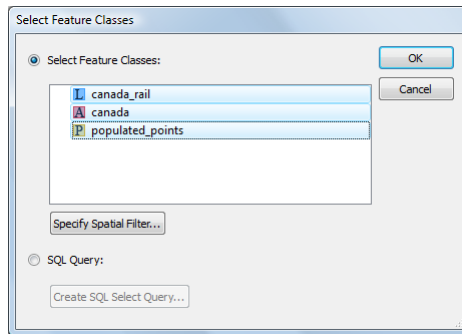 Select Feature Classes
Select Feature Classes:
OK
Cancel
L canada_rail
A canada
P populated_points
Specify Spatial Filter...
SQL Query:
Create SQL Select Query...